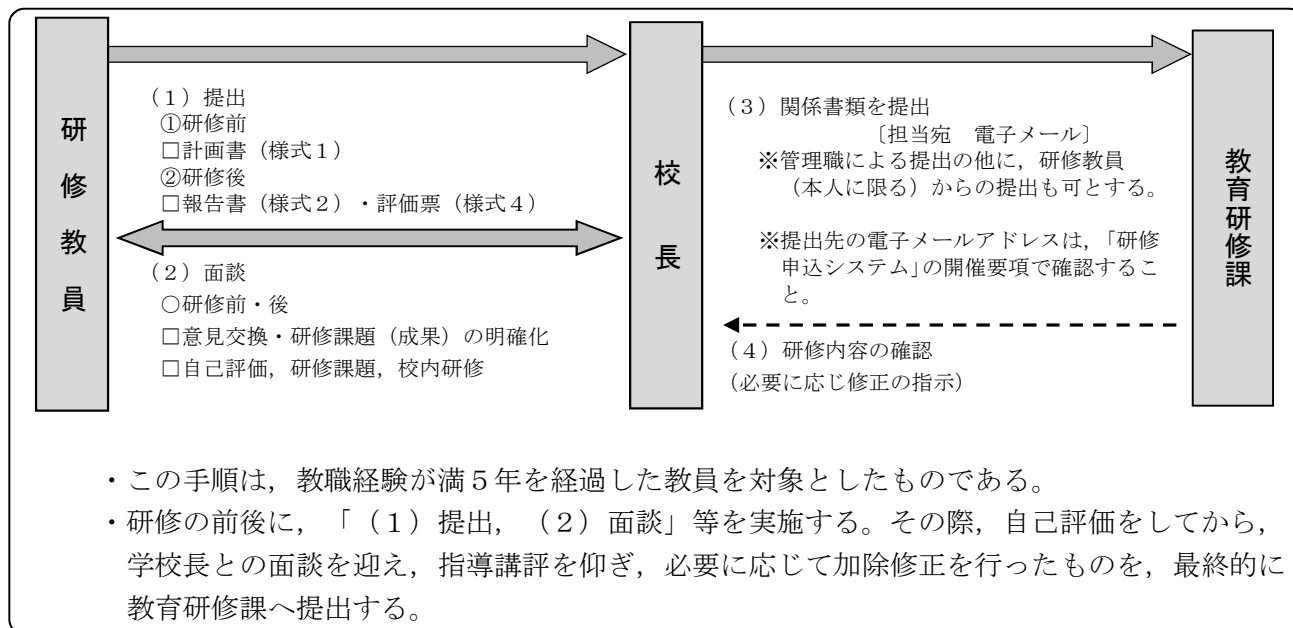 研修教員
（１）提出
①研修前
□計画書（様式１）
②研修後
□報告書（様式２）・評価票（様式４）
（２）面談
○研修前・後
□意見交換・研修課題（成果）の明確化
□自己評価，研修課題，校内研修
校長
（３）関係書類を提出
〔担当宛　電子メール〕
※管理職による提出の他に，研修教員
（本人に限る）からの提出も可とする。
※提出先の電子メールアドレスは，「研修
申込システム」の開催要項で確認するこ
と。
（４）研修内容の確認
（必要に応じ修正の指示）
教育研修課
・この手順は，教職経験が満５年を経過した教員を対象としたものである。
・研修の前後に，「（１）提出，（２）面談」等を実施する。その際，自己評価をしてから，
学校長との面談を迎え，指導講評を仰ぎ，必要に応じて加除修正を行ったものを，最終的に
教育研修課へ提出する。